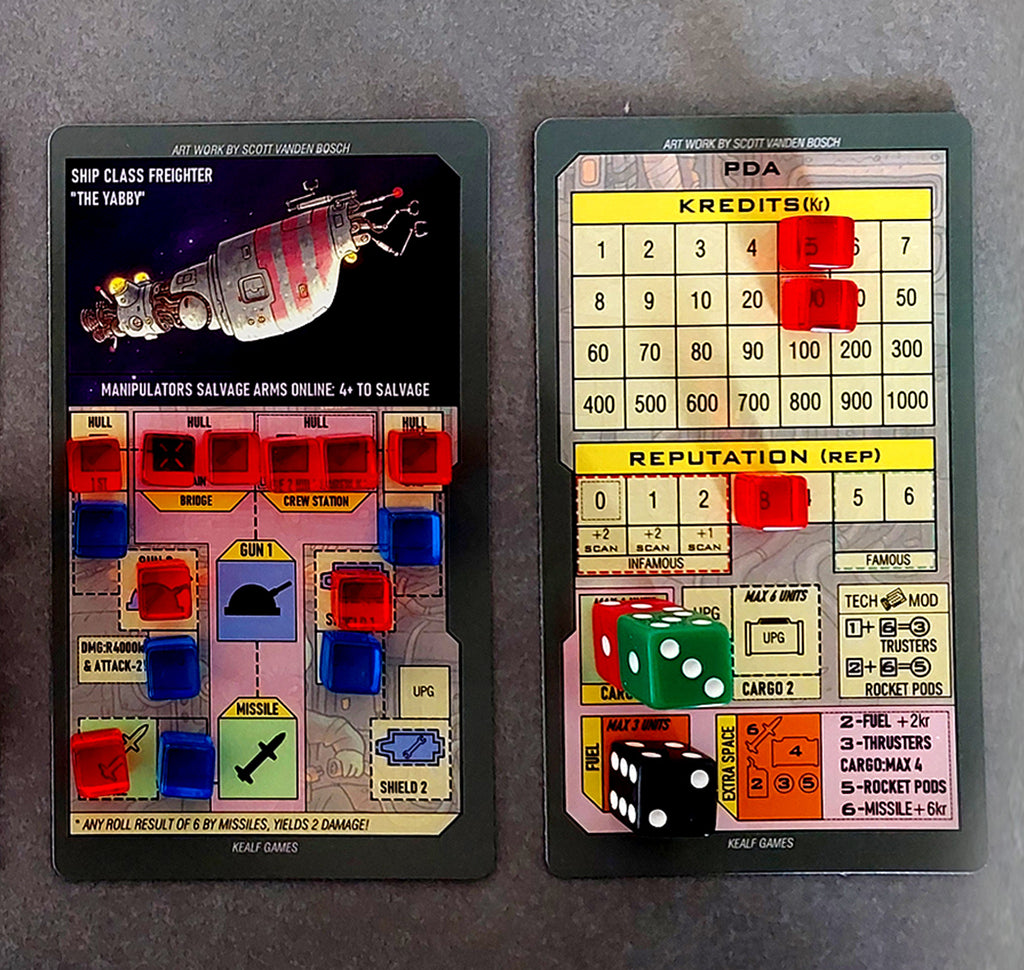 ART WORK BY SCOTT VANDEN BOSCH
SHIP CLASS FREIGHTER
"THE YABBY"
MANIPULATORS SALVAGE ARMS ONLINE: 4+ TO SALVAGE
HULL HULL HULL HULL
BRIDGE CREW STATION
GUN 1
DMG:R4000
& ATTACK-2
UPG
MISSILE
SHIELD 2
* ANY ROLL RESULT OF 6 BY MISSILES, YIELDS 2 DAMAGE!
KEALF GAMES
ART WORK BY SCOTT VANDEN BOSCH
PDA
KREDITS(Kr)
1 2 3 4 5 6 7
8 9 10 20 50
60 70 80 90 100 200 300
400 500 600 700 800 900 1000
REPUTATION (REP)
0 1 2 3 5 6
+2 +2 +1
SCAN SCAN SCAN
INFAMOUS FAMOUS
UPG
MAX 6 UNITS
UPG
CARGO 2
TECH MOD
1+6=3
TRUSTERS
2+6=5
ROCKET PODS
FUEL
MAX 3 UNITS
EXTRA SPACE
6
4
2 3 5
2-FUEL +2kr
3-THRUSTERS
CARGO:MAX 4
5-ROCKET PODS
6-MISSILE+6kr
KEALF GAMES